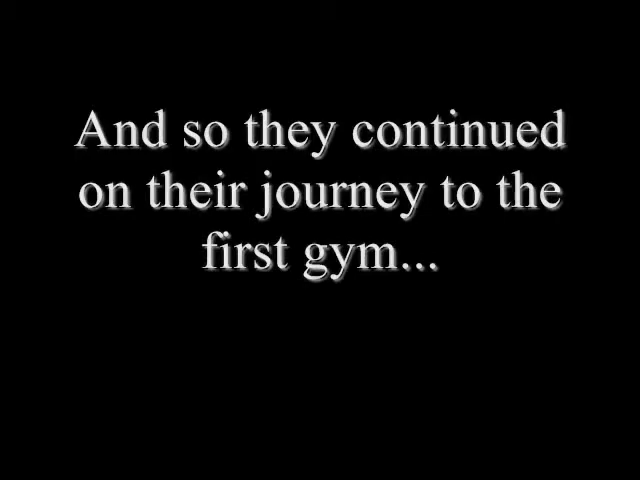 And so they continued
on their journey to the
first gym...